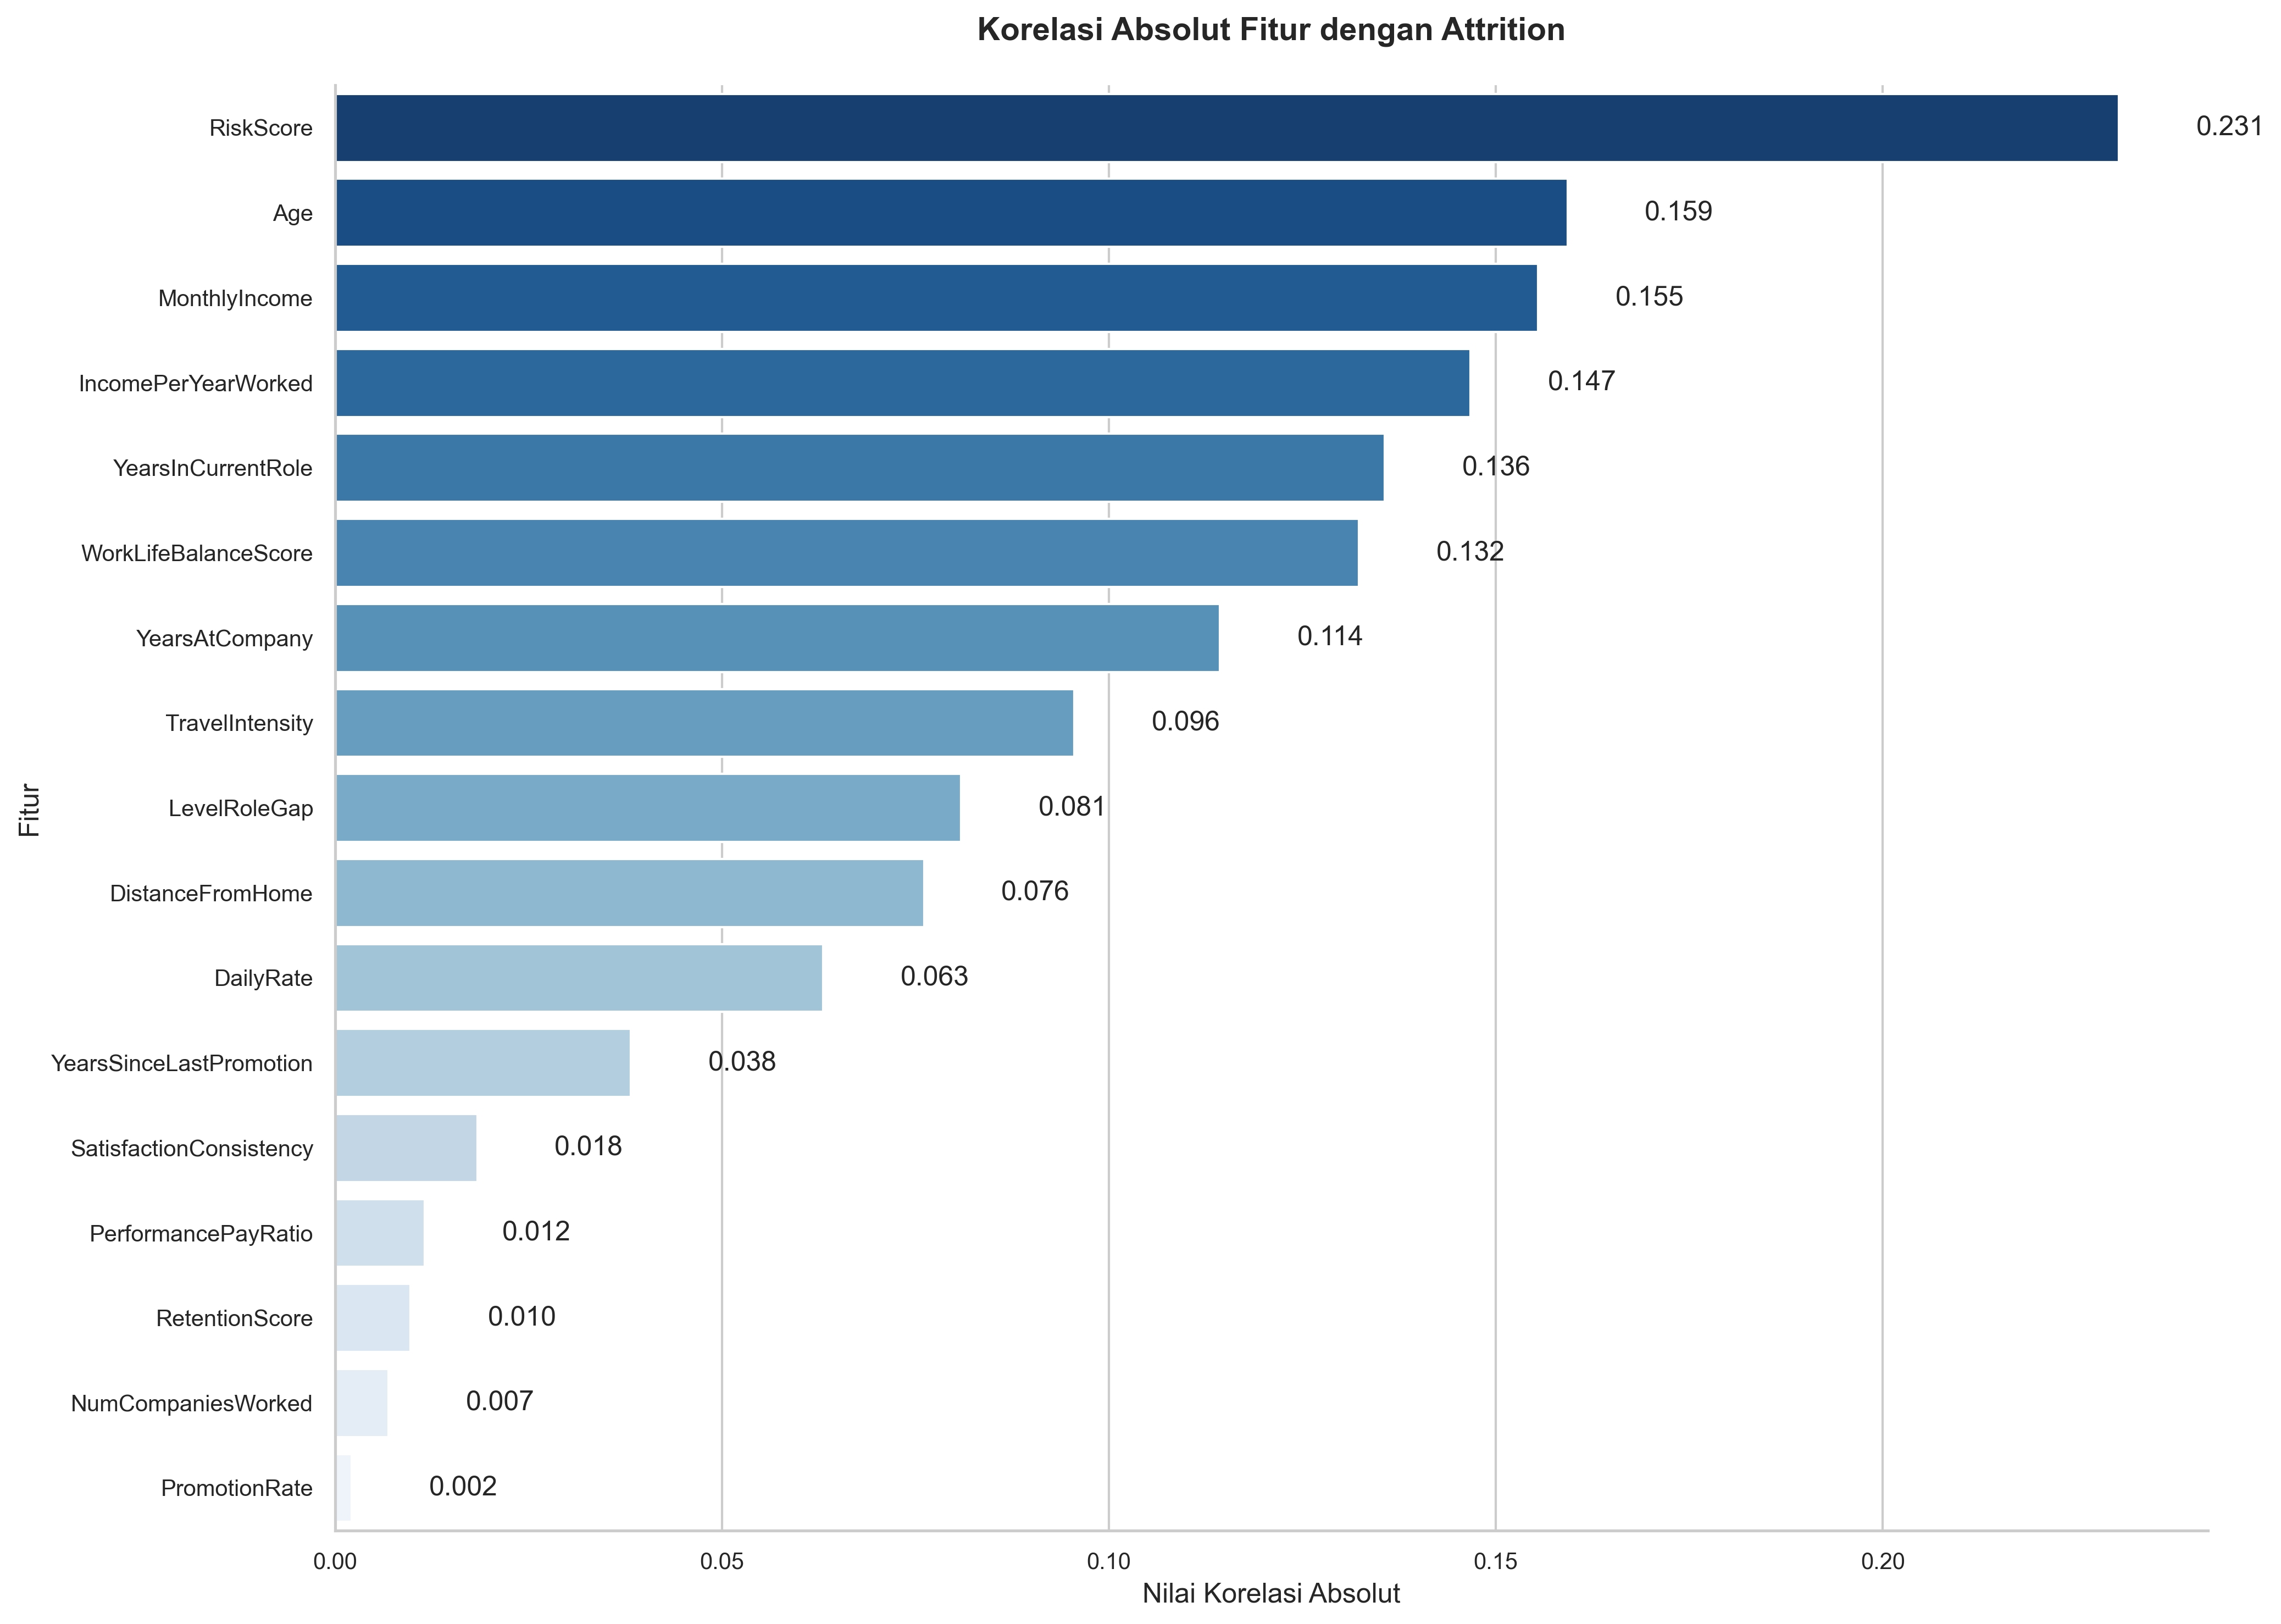 Korelasi Absolut Fitur dengan Attrition
RiskScore 0.231
Age 0.159
MonthlyIncome 0.155
IncomePerYearWorked 0.147
YearsInCurrentRole 0.136
WorkLifeBalanceScore 0.132
YearsAtCompany 0.114
TravelIntensity 0.096
LevelRoleGap 0.081
DistanceFromHome 0.076
DailyRate 0.063
YearsSinceLastPromotion 0.038
SatisfactionConsistency 0.018
PerformancePayRatio 0.012
RetentionScore 0.010
NumCompaniesWorked 0.007
PromotionRate 0.002
Fitur
0.00 0.05 0.10 0.15 0.20
Nilai Korelasi Absolut